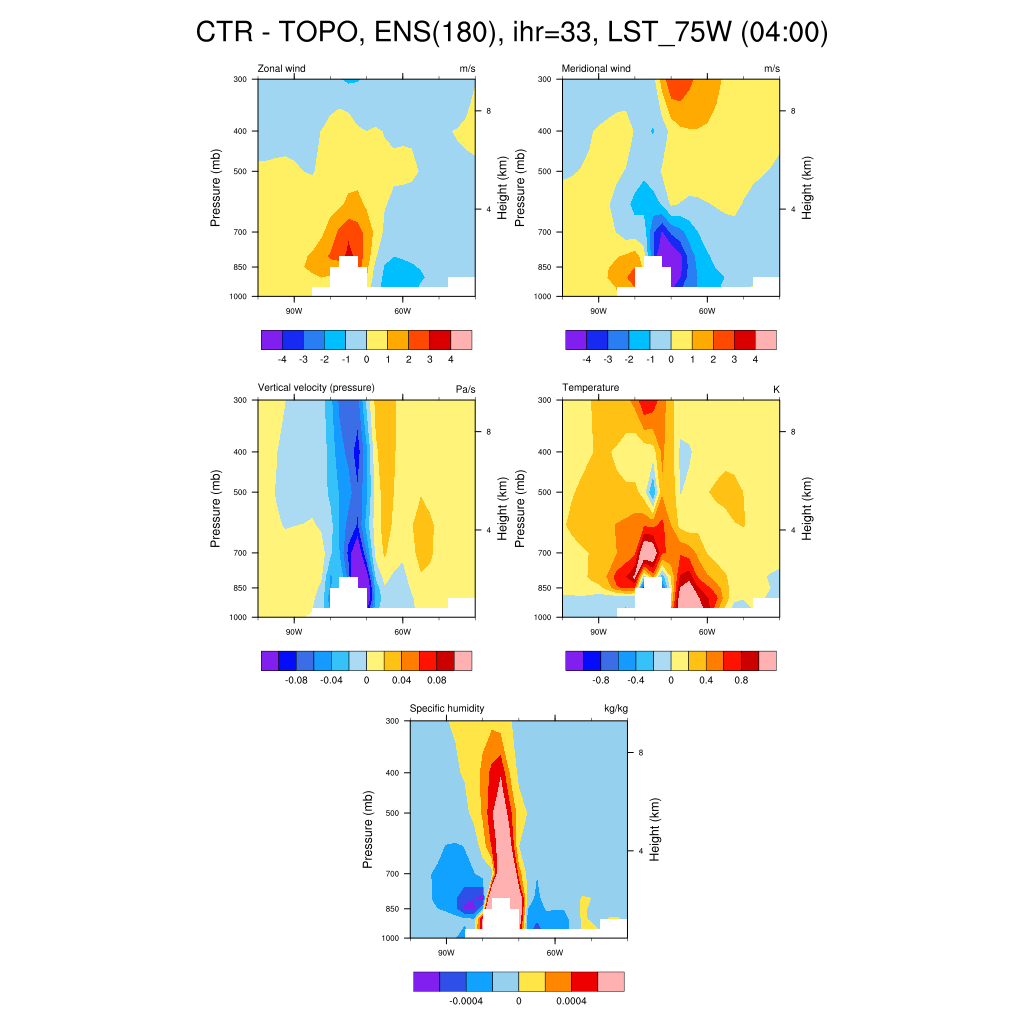 CTR - TOPO, ENS(180), ihr=33, LST_75W (04:00)
Zonal wind m/s
300
400
500
700
850
1000
Pressure (mb)
8
4
Height (km)
90W 60W
-4 -3 -2 -1 0 1 2 3 4
Meridional wind m/s
300
400
500
700
850
1000
Pressure (mb)
8
4
Height (km)
90W 60W
-4 -3 -2 -1 0 1 2 3 4
Vertical velocity (pressure) Pa/s
300
400
500
700
850
1000
Pressure (mb)
8
4
Height (km)
90W 60W
-0.08 -0.04 0 0.04 0.08
Temperature K
300
400
500
700
850
1000
Pressure (mb)
8
4
Height (km)
90W 60W
-0.8 -0.4 0 0.4 0.8
Specific humidity kg/kg
300
400
500
700
850
1000
Pressure (mb)
8
4
Height (km)
90W 60W
-0.0004 0 0.0004